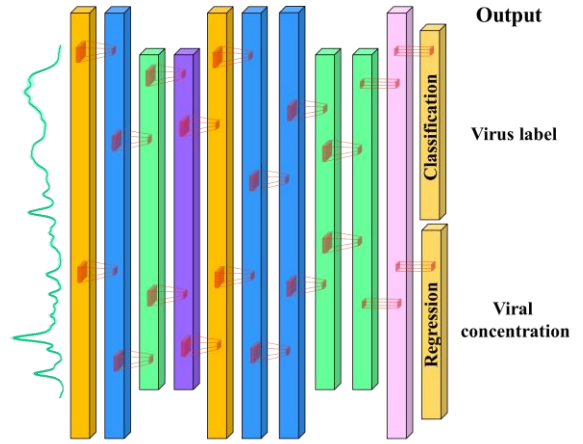 Output
Classification
Virus label
Regression
Viral
concentration